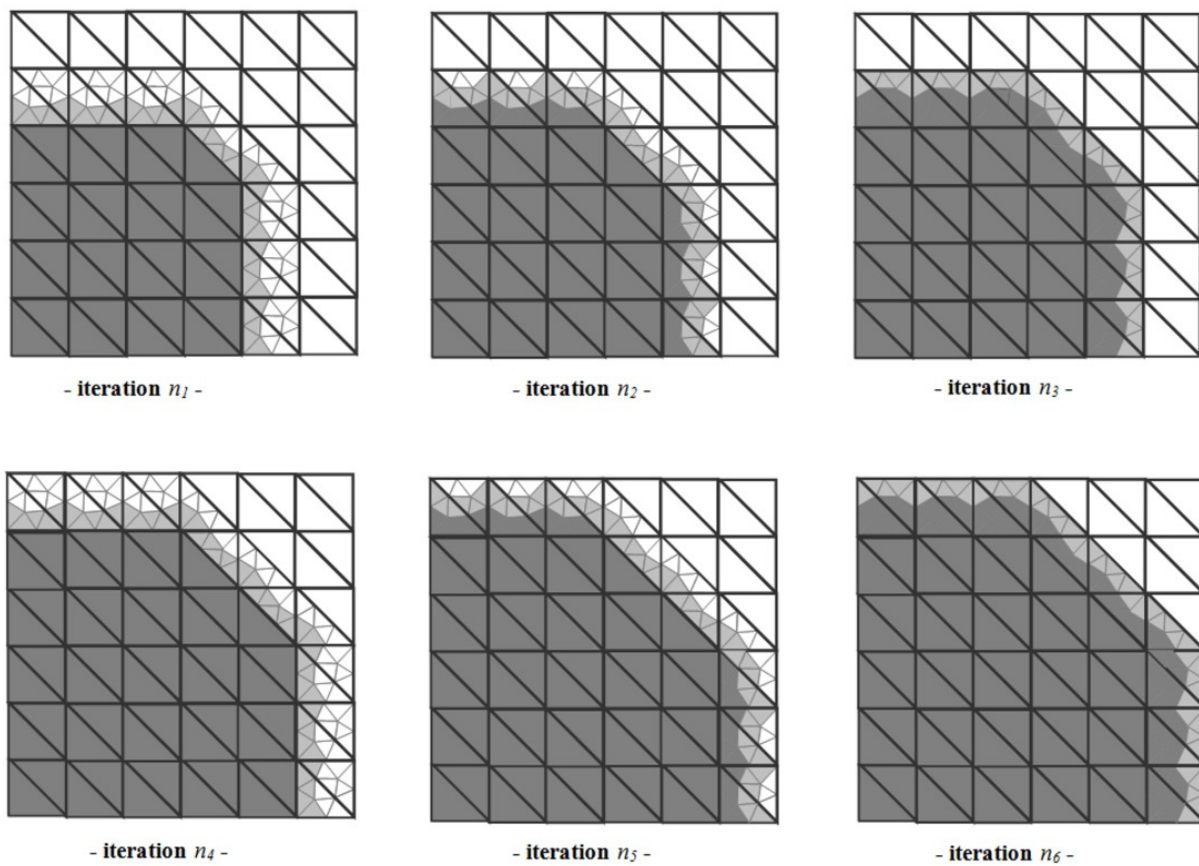 - iteration n1 -
- iteration n2 -
- iteration n3 -
- iteration n4 -
- iteration n5 -
- iteration n6 -